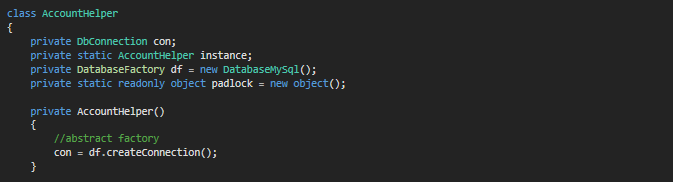 class AccountHelper
{
    private DbConnection con;
    private static AccountHelper instance;
    private DatabaseFactory df = new DatabaseMySql();
    private static readonly object padlock = new object();
    private AccountHelper()
    {
        //abstract factory
        con = df.createConnection();
    }